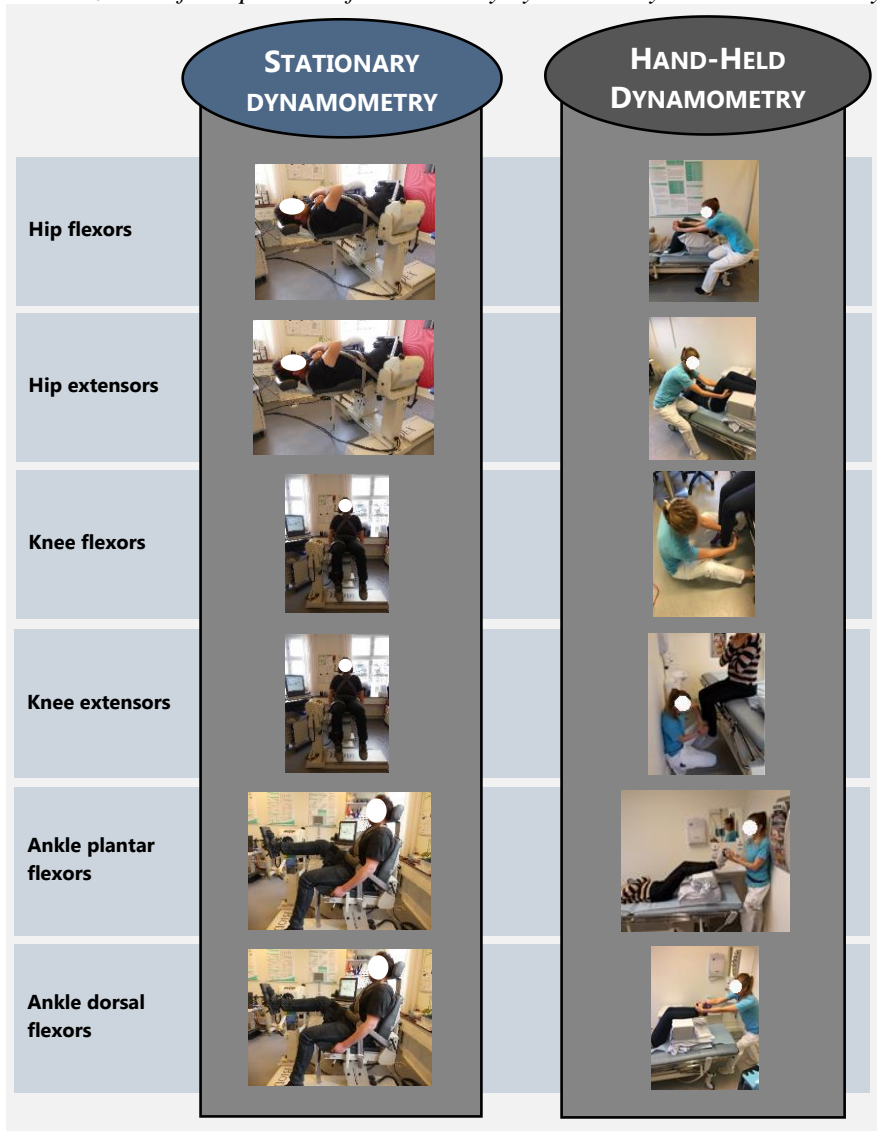 STATIONARY
DYNAMOMETRY
HAND-HELD
DYNAMOMETRY
Hip flexors
Hip extensors
Knee flexors
Knee extensors
Ankle plantar
flexors
Ankle dorsal
flexors